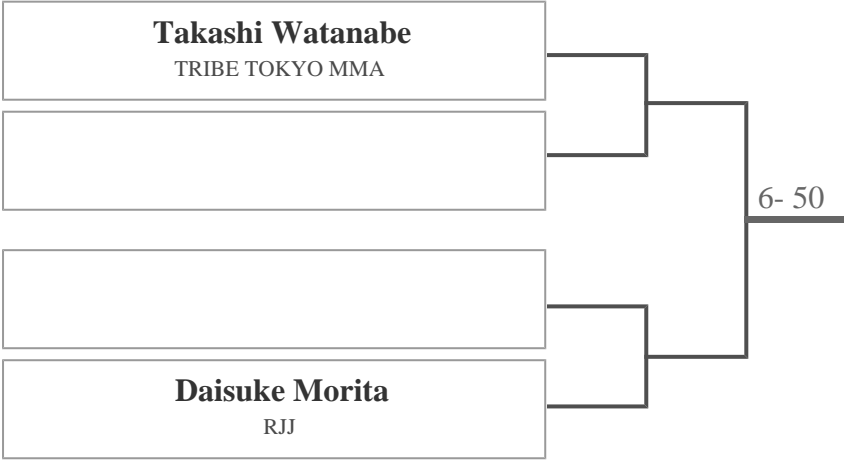 Takashi Watanabe
TRIBE TOKYO MMA
6- 50
Daisuke Morita
RJJ